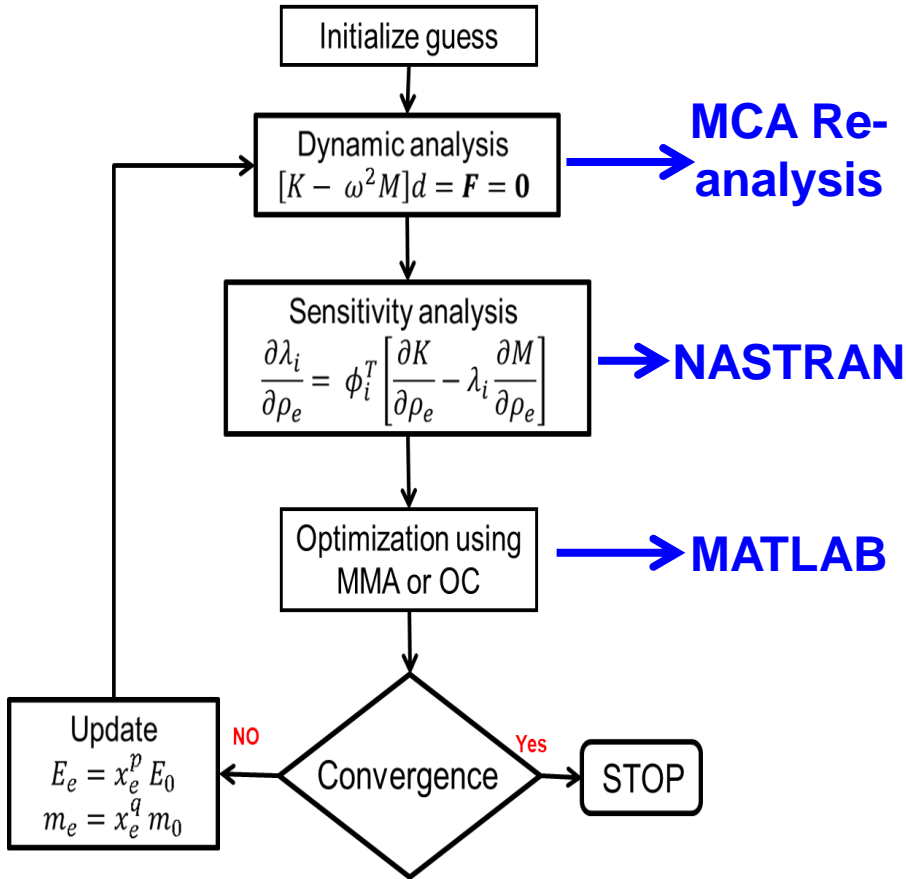 Initialize guess
Dynamic analysis
[K − ω²M]d = F = 0
MCA Re-
analysis
Sensitivity analysis
∂λᵢ/∂ρₑ = ϕᵢᵀ[∂K/∂ρₑ − λᵢ ∂M/∂ρₑ]
NASTRAN
Optimization using
MMA or OC
MATLAB
Convergence
Yes
STOP
NO
Update
Eₑ = xₑᵖ E₀
mₑ = xₑ^q m₀